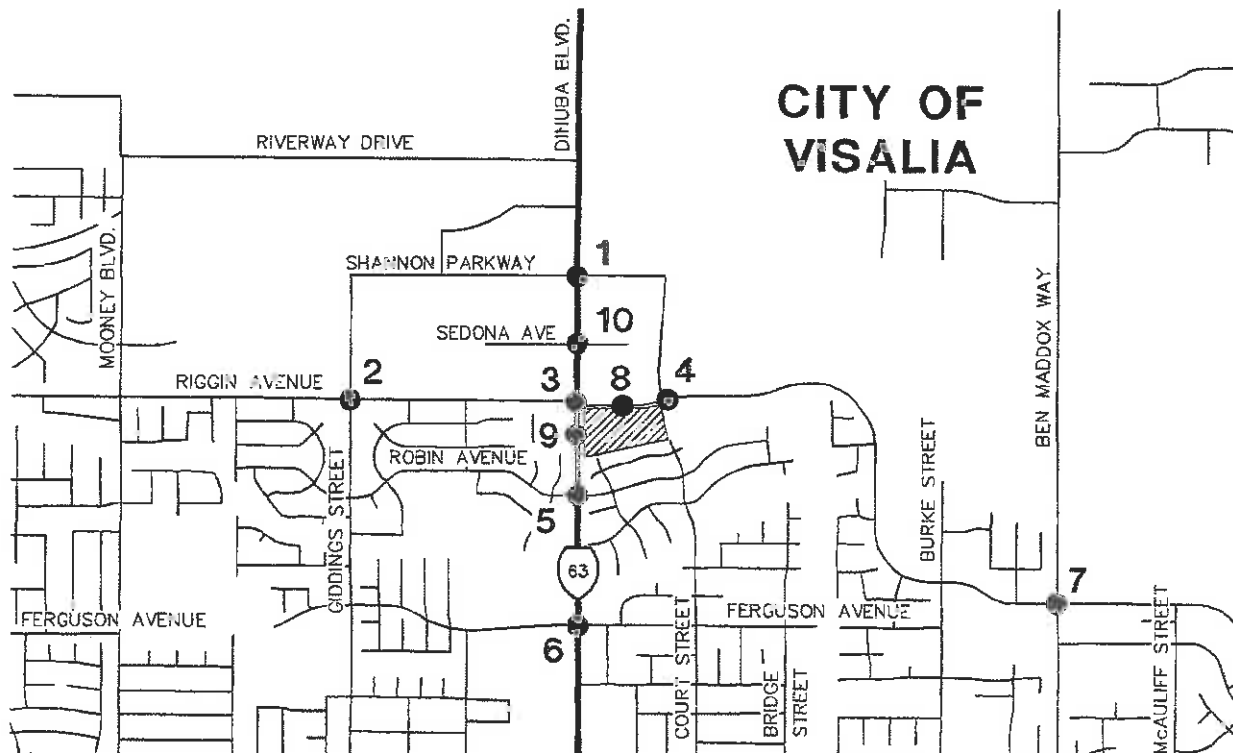 DINUBA BLVD.
CITY OF
VISALIA
RIVERWAY DRIVE
MOONEY BLVD.
SHANNON PARKWAY
1
BEN MADDOX WAY
SEDONA AVE
10
RIGGIN AVENUE
2
3
8
4
9
ROBIN AVENUE
5
GIDDINGS STREET
BURKE STREET
63
7
FERGUSON AVENUE
FERGUSON AVENUE
6
COURT STREET
BRIDGE
STREET
McAULIFF STREET